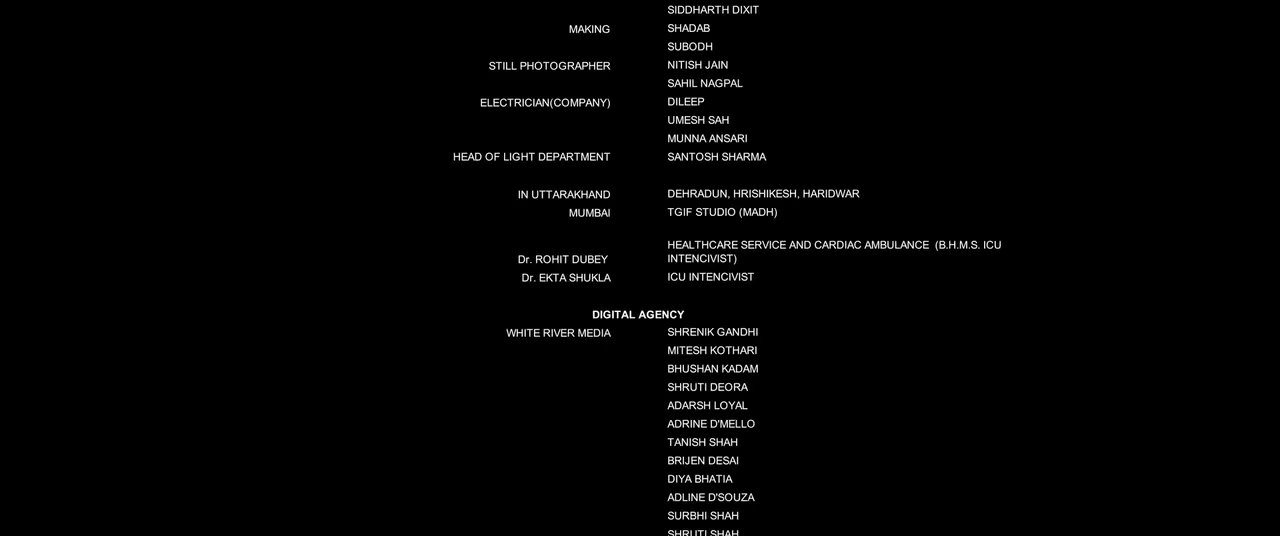 SIDDHARTH DIXIT
MAKING SHADAB
SUBODH
STILL PHOTOGRAPHER NITISH JAIN
SAHIL NAGPAL
ELECTRICIAN(COMPANY) DILEEP
UMESH SAH
MUNNA ANSARI
HEAD OF LIGHT DEPARTMENT SANTOSH SHARMA
IN UTTARAKHAND DEHRADUN, HRISHIKESH, HARIDWAR
MUMBAI TGIF STUDIO (MADH)
HEALTHCARE SERVICE AND CARDIAC AMBULANCE (B.H.M.S. ICU
Dr. ROHIT DUBEY INTENCIVIST)
Dr. EKTA SHUKLA ICU INTENCIVIST
DIGITAL AGENCY
WHITE RIVER MEDIA SHRENIK GANDHI
MITESH KOTHARI
BHUSHAN KADAM
SHRUTI DEORA
ADARSH LOYAL
ADRINE D'MELLO
TANISH SHAH
BRIJEN DESAI
DIYA BHATIA
ADLINE D'SOUZA
SURBHI SHAH
SHRUTI SHAH